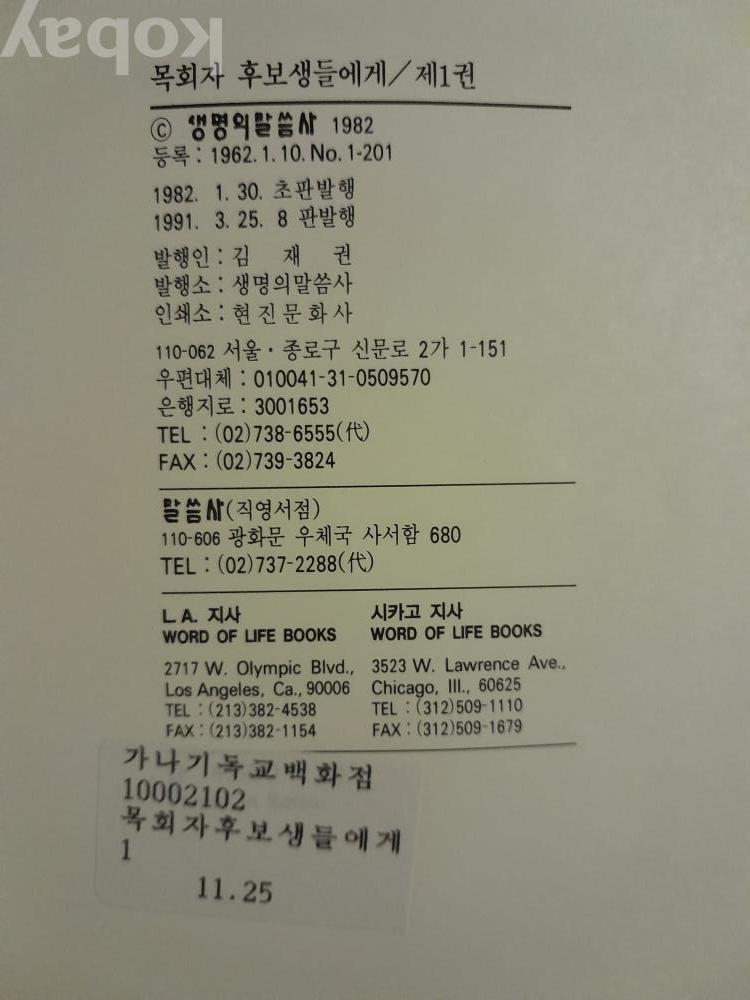 kobay
목회자 후보생들에게/제1권
ⓒ 생명의말씀사 1982
등록 : 1962. 1. 10. No. 1-201
1982. 1. 30. 초판발행
1991. 3. 25. 8 판발행
발행인 : 김 재 권
발행소 : 생명의말씀사
인쇄소 : 현진문화사
110-062 서울·종로구 신문로 2가 1-151
우편대체 : 010041-31-0509570
은행지로 : 3001653
TEL : (02)738-6555(代)
FAX : (02)739-3824
말씀사(직영서점)
110-606 광화문 우체국 사서함 680
TEL : (02)737-2288(代)
L.A. 지사
WORD OF LIFE BOOKS
2717 W. Olympic Blvd.,
Los Angeles, Ca., 90006
TEL : (213)382-4538
FAX : (213)382-1154
시카고 지사
WORD OF LIFE BOOKS
3523 W. Lawrence Ave.,
Chicago, Ill., 60625
TEL : (312)509-1110
FAX : (312)509-1679
가나기독교백화점
10002102
목회자후보생들에게
1
11.25